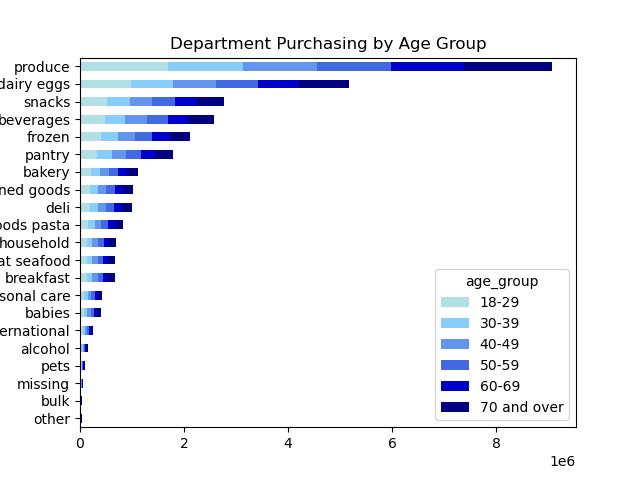 Department Purchasing by Age Group
produce
dairy eggs
snacks
beverages
frozen
pantry
bakery
ned goods
deli
oods pasta
household
at seafood
breakfast
sonal care
babies
ernational
alcohol
pets
missing
bulk
other
age_group
18-29
30-39
40-49
50-59
60-69
70 and over
0 2 4 6 8
1e6